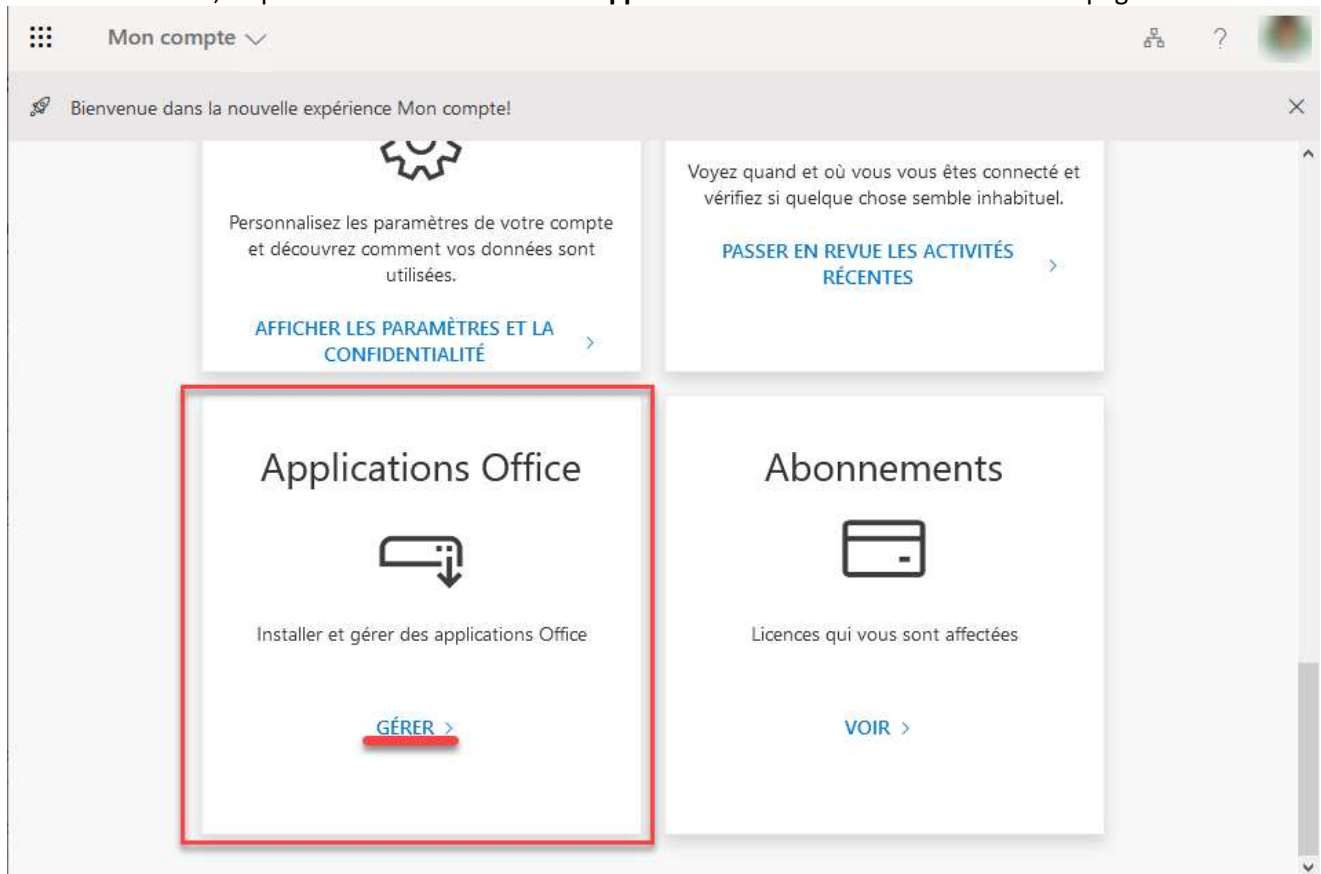 Mon compte
?
Bienvenue dans la nouvelle expérience Mon compte!
Personnalisez les paramètres de votre compte
et découvrez comment vos données sont
utilisées.
AFFICHER LES PARAMÈTRES ET LA
CONFIDENTIALITÉ
Voyez quand et où vous vous êtes connecté et
vérifiez si quelque chose semble inhabituel.
PASSER EN REVUE LES ACTIVITÉS
RÉCENTES
Applications Office
Installer et gérer des applications Office
GÉRER
Abonnements
Licences qui vous sont affectées
VOIR